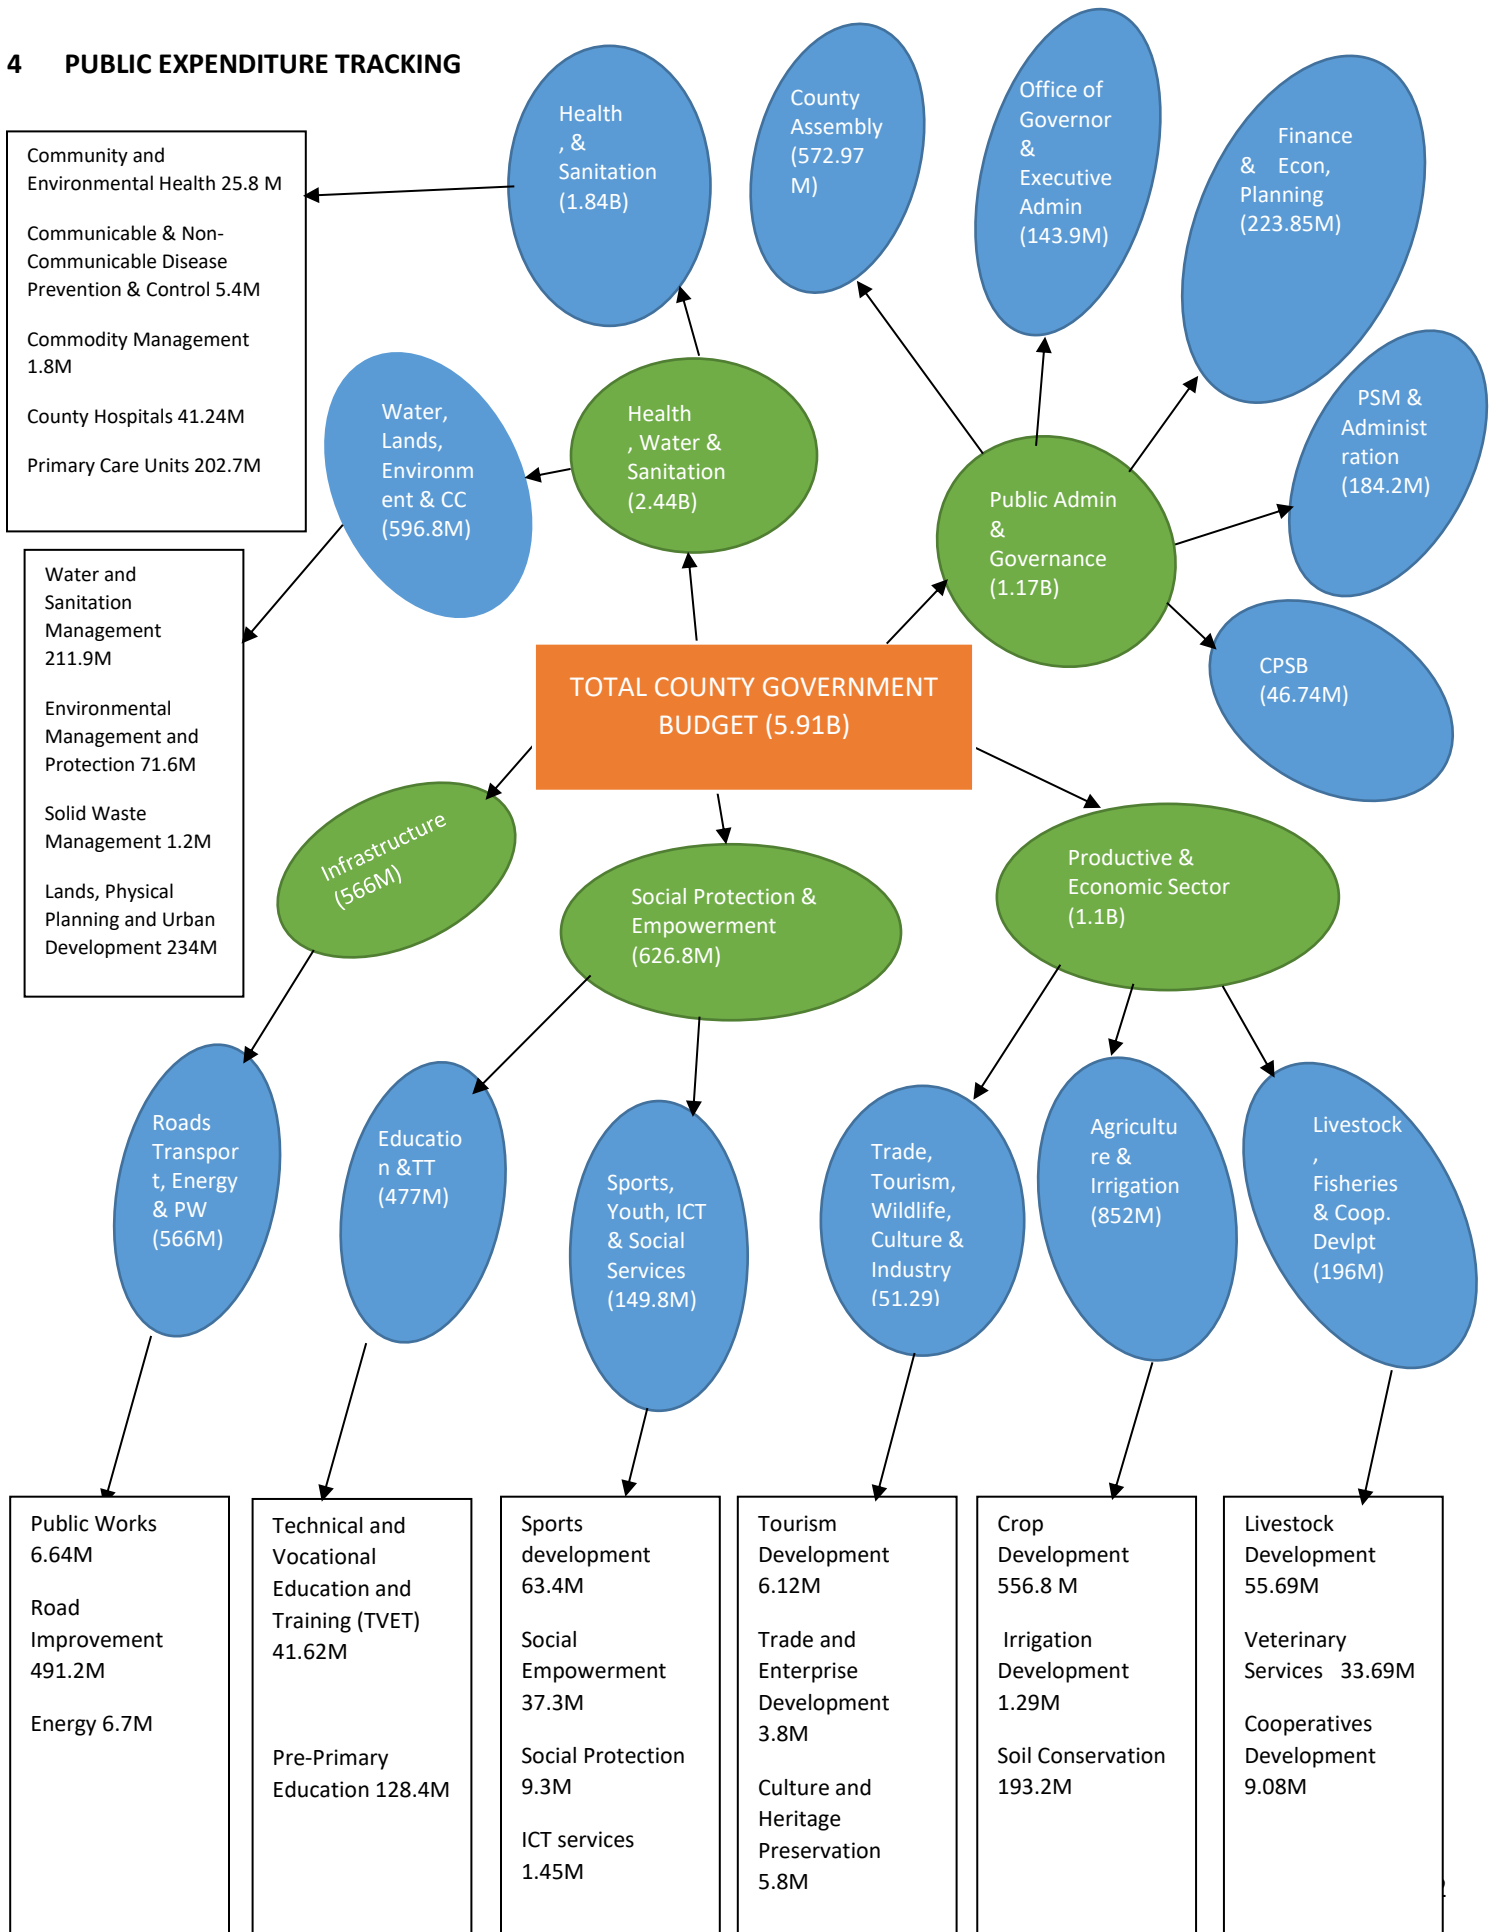 4 PUBLIC EXPENDITURE TRACKING
Health
, &
Sanitation
(1.84B)
County
Assembly
(572.97
M)
Office of
Governor
&
Executive
Admin
(143.9M)
Finance
& Econ,
Planning
(223.85M)
PSM &
Administ
ration
(184.2M)
CPSB
(46.74M)
Community and
Environmental Health 25.8 M
Communicable & Non-
Communicable Disease
Prevention & Control 5.4M
Commodity Management
1.8M
County Hospitals 41.24M
Primary Care Units 202.7M
Water,
Lands,
Environm
ent & CC
(596.8M)
Health
, Water &
Sanitation
(2.44B)
Public Admin
&
Governance
(1.17B)
Water and
Sanitation
Management
211.9M
Environmental
Management and
Protection 71.6M
Solid Waste
Management 1.2M
Lands, Physical
Planning and Urban
Development 234M
TOTAL COUNTY GOVERNMENT
BUDGET (5.91B)
Infrastructure
(566M)
Social Protection &
Empowerment
(626.8M)
Productive &
Economic Sector
(1.1B)
Roads
Transpor
t, Energy
& PW
(566M)
Educatio
n &TT
(477M)
Sports,
Youth, ICT
& Social
Services
(149.8M)
Trade,
Tourism,
Wildlife,
Culture &
Industry
(51.29)
Agricultu
re &
Irrigation
(852M)
Livestock
,
Fisheries
& Coop.
Devlpt
(196M)
Public Works
6.64M
Road
Improvement
491.2M
Energy 6.7M
Technical and
Vocational
Education and
Training (TVET)
41.62M
Pre-Primary
Education 128.4M
Sports
development
63.4M
Social
Empowerment
37.3M
Social Protection
9.3M
ICT services
1.45M
Tourism
Development
6.12M
Trade and
Enterprise
Development
3.8M
Culture and
Heritage
Preservation
5.8M
Crop
Development
556.8 M
Irrigation
Development
1.29M
Soil Conservation
193.2M
Livestock
Development
55.69M
Veterinary
Services 33.69M
Cooperatives
Development
9.08M